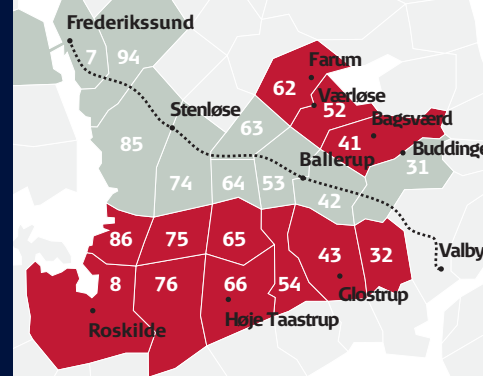 Frederikssund
7 94
Farum
62
Værløse
52
Stenløse
63
Bagsværd
85
41
Buddinge
Ballerup
31
74 64 53
42
86 75 65
43 32
Valby
8 76 66 54
Glostrup
Roskilde
Høje Taastrup